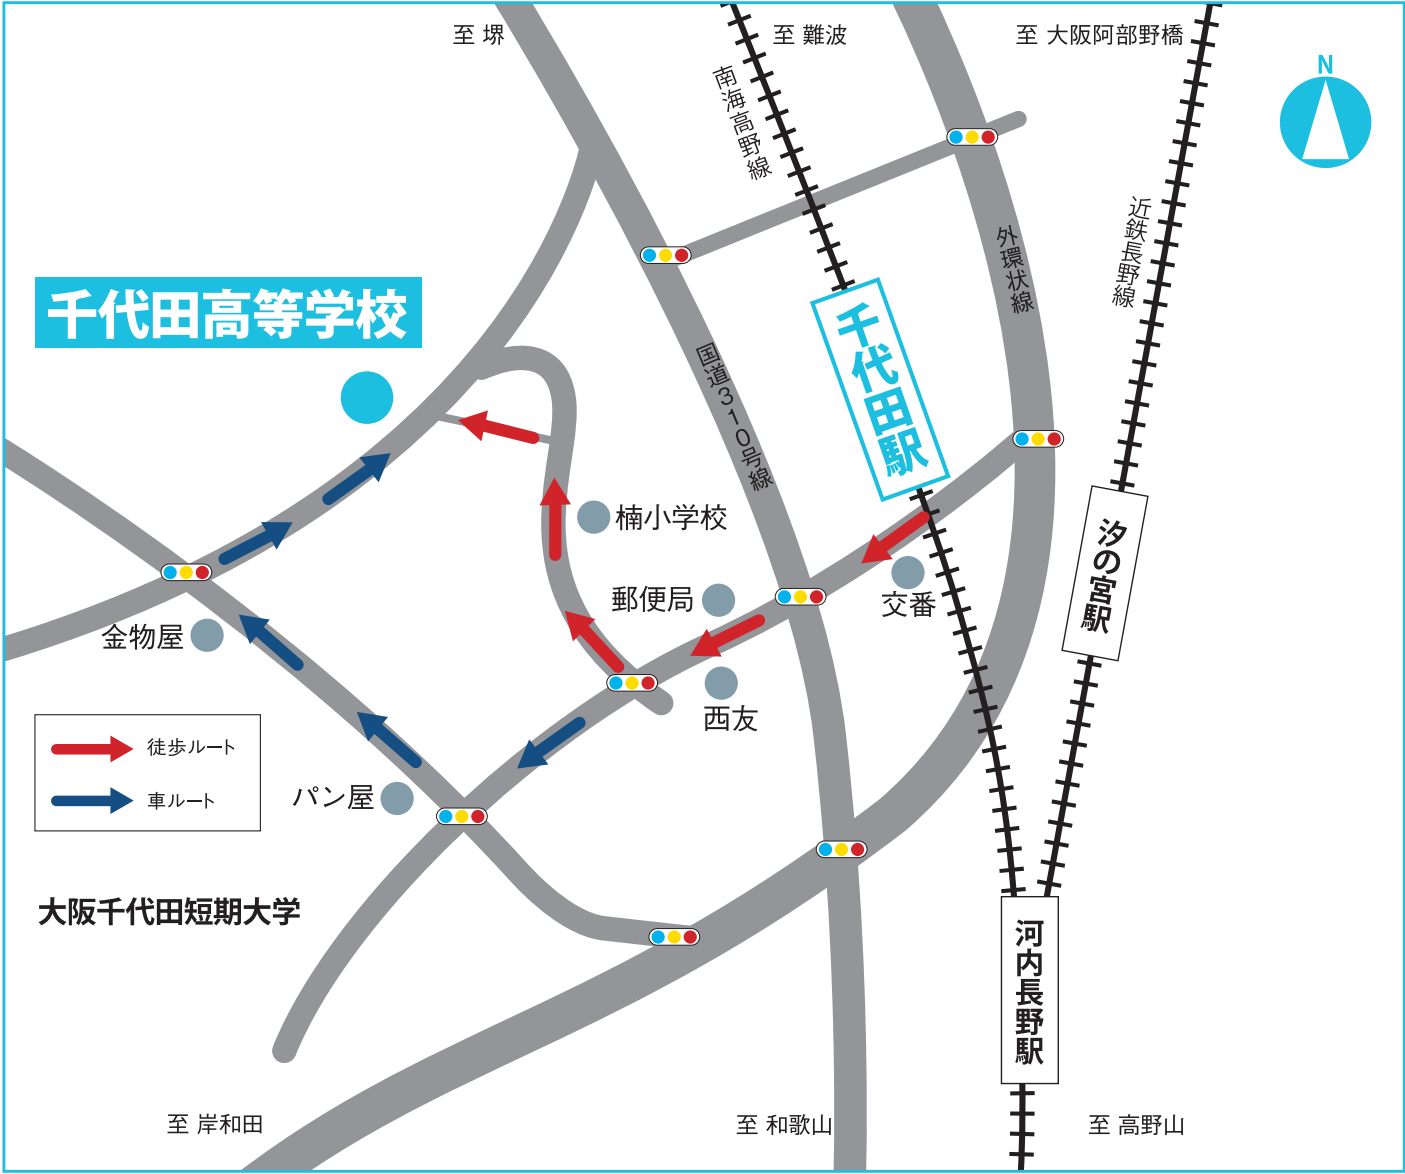 至 堺
至 難波
至 大阪阿部野橋
N
南海高野線
近鉄長野線
外環状線
千代田高等学校
国道310号線
千代田駅
楠小学校
汐の宮駅
郵便局
交番
金物屋
西友
徒歩ルート
車ルート
パン屋
大阪千代田短期大学
河内長野駅
至 岸和田
至 和歌山
至 高野山